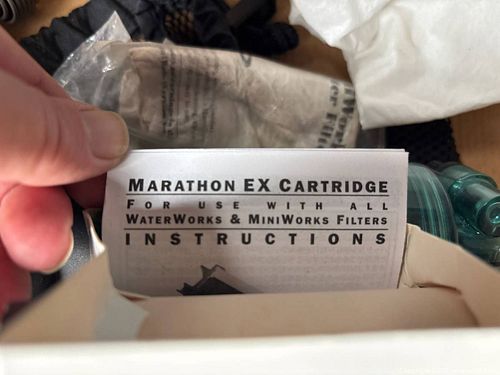 MARATHON EX CARTRIDGE
FOR USE WITH ALL
WATERWORKS & MINIWORKS FILTERS
INSTRUCTIONS